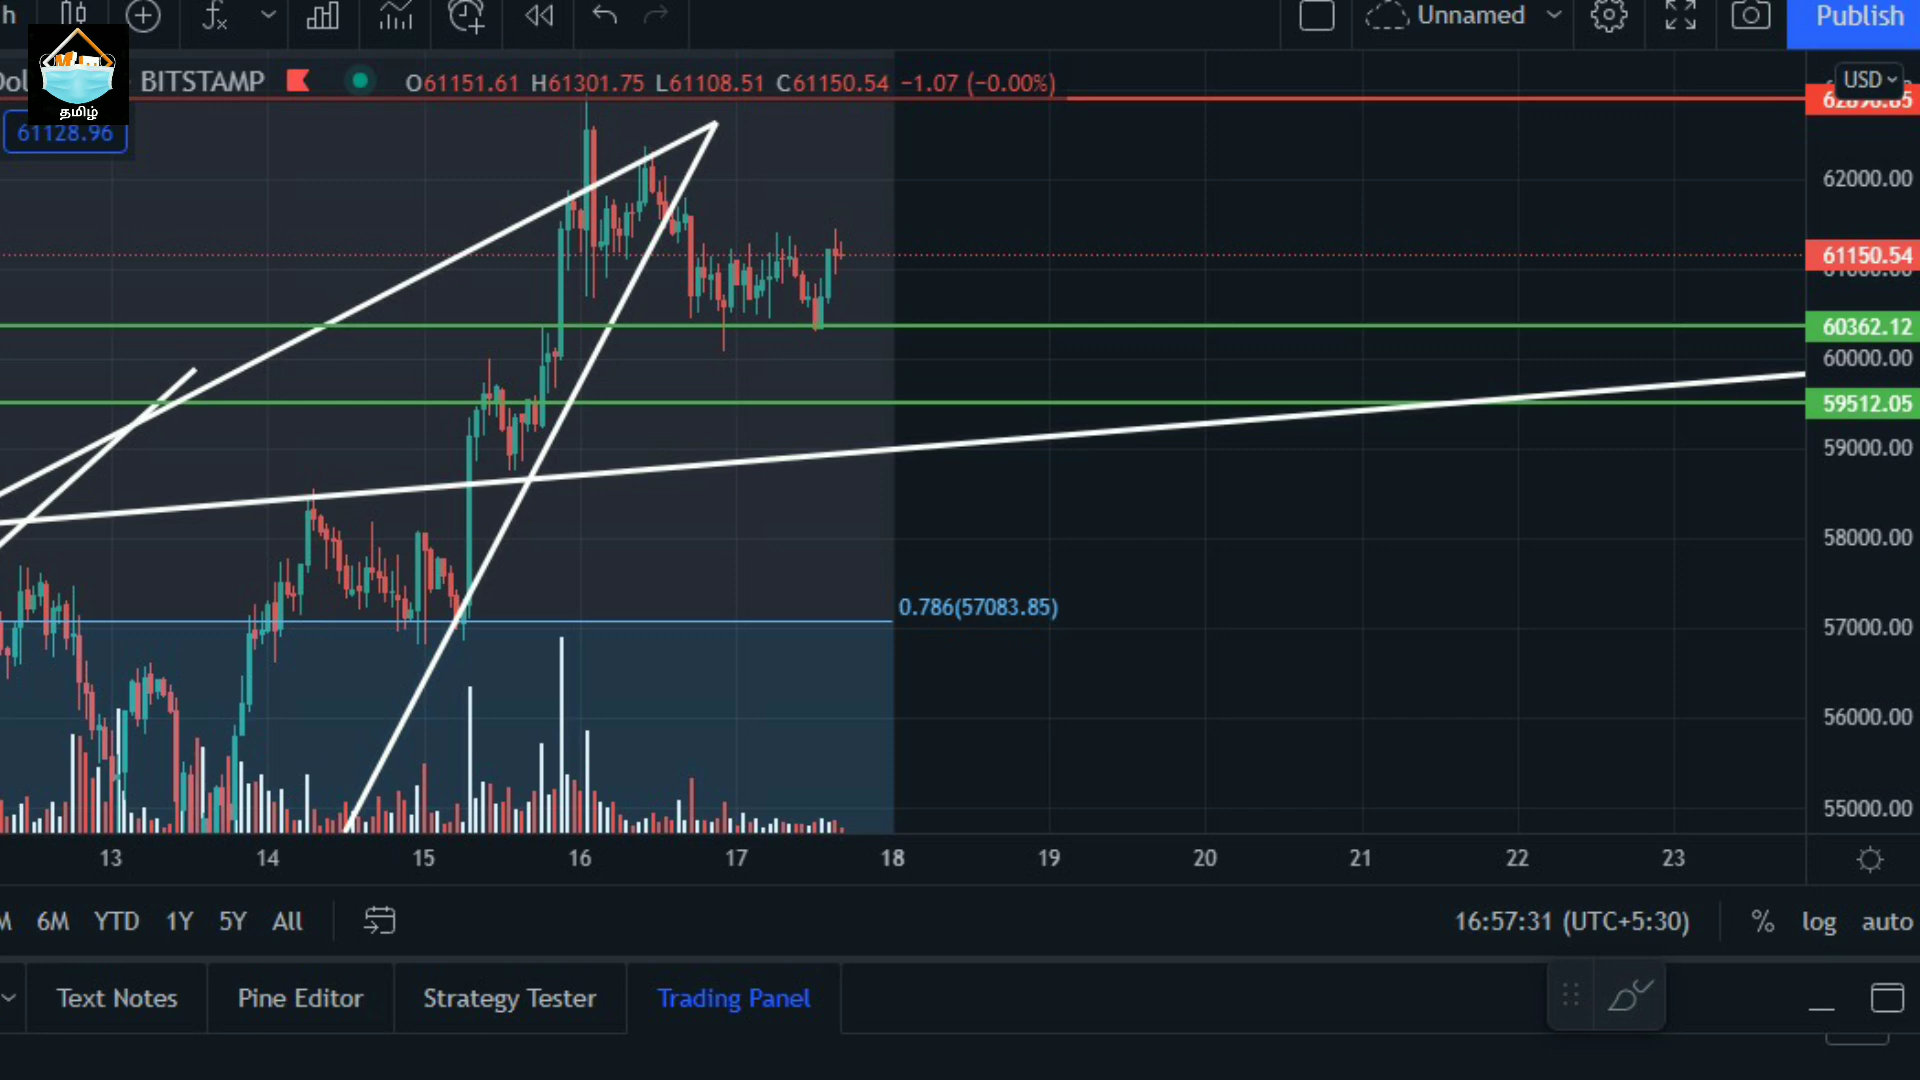 h
Unnamed
Publish
BITSTAMP
O61151.61 H61301.75 L61108.51 C61150.54 −1.07 (−0.00%)
USD
தமிழ்
61128.96
62000.00
61150.54
60362.12
60000.00
59512.05
59000.00
58000.00
0.786(57083.85)
57000.00
56000.00
55000.00
13 14 15 16 17 18 19 20 21 22 23
6M YTD 1Y 5Y All
16:57:31 (UTC+5:30)
% log auto
Text Notes
Pine Editor
Strategy Tester
Trading Panel